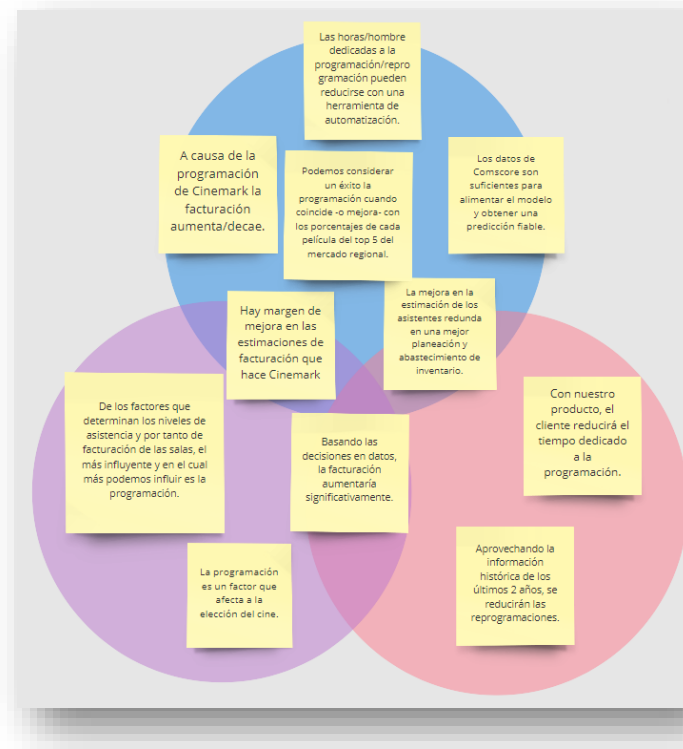 Las horas/hombre
dedicadas a la
programación/repro
gramación pueden
reducirse con una
herramienta de
automatización.
A causa de la
programación
de Cinemark la
facturación
aumenta/decae.
Podemos considerar
un éxito la
programación cuando
coincide -o mejora- con
los porcentajes de cada
película del top 5 del
mercado regional.
Los datos de
Comscore son
suficientes para
alimentar el modelo
y obtener una
predicción fiable.
Hay margen de
mejora en las
estimaciones de
facturación que
hace Cinemark
La mejora en la
estimación de los
asistentes redunda
en una mejor
planeación y
abastecimiento de
inventario.
De los factores que
determinan los niveles de
asistencia y por tanto de
facturación de las salas, el
más influyente y en el cual
más podemos influir es la
programación.
Basando las
decisiones en datos,
la facturación
aumentaría
significativamente.
Con nuestro
producto, el
cliente reducirá el
tiempo dedicado
a la
programación.
La programación
es un factor que
afecta a la
elección del cine.
Aprovechando la
información
histórica de los
últimos 2 años, se
reducirán las
reprogramaciones.